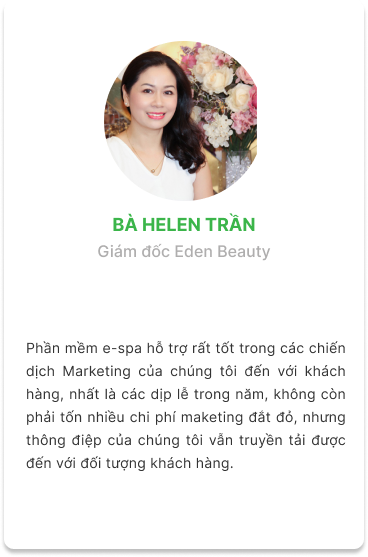 BÀ HELEN TRẦN
Giám đốc Eden Beauty
Phần mềm e-spa hỗ trợ rất tốt trong các chiến
dịch Marketing của chúng tôi đến với khách
hàng, nhất là các dịp lễ trong năm, không còn
phải tốn nhiều chi phí maketing đắt đỏ, nhưng
thông điệp của chúng tôi vẫn truyền tải được
đến với đối tượng khách hàng.